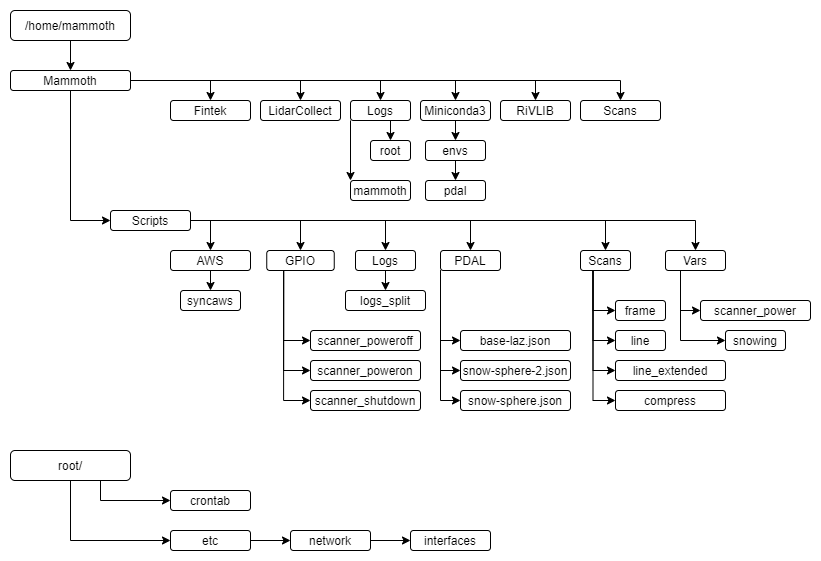 /home/mammoth
Mammoth
Fintek
LidarCollect
Logs
Miniconda3
RiVLIB
Scans
root
envs
mammoth
pdal
Scripts
AWS
GPIO
Logs
PDAL
Scans
Vars
syncaws
logs_split
frame
scanner_power
scanner_poweroff
base-laz.json
line
snowing
scanner_poweron
snow-sphere-2.json
line_extended
scanner_shutdown
snow-sphere.json
compress
root/
crontab
etc
network
interfaces